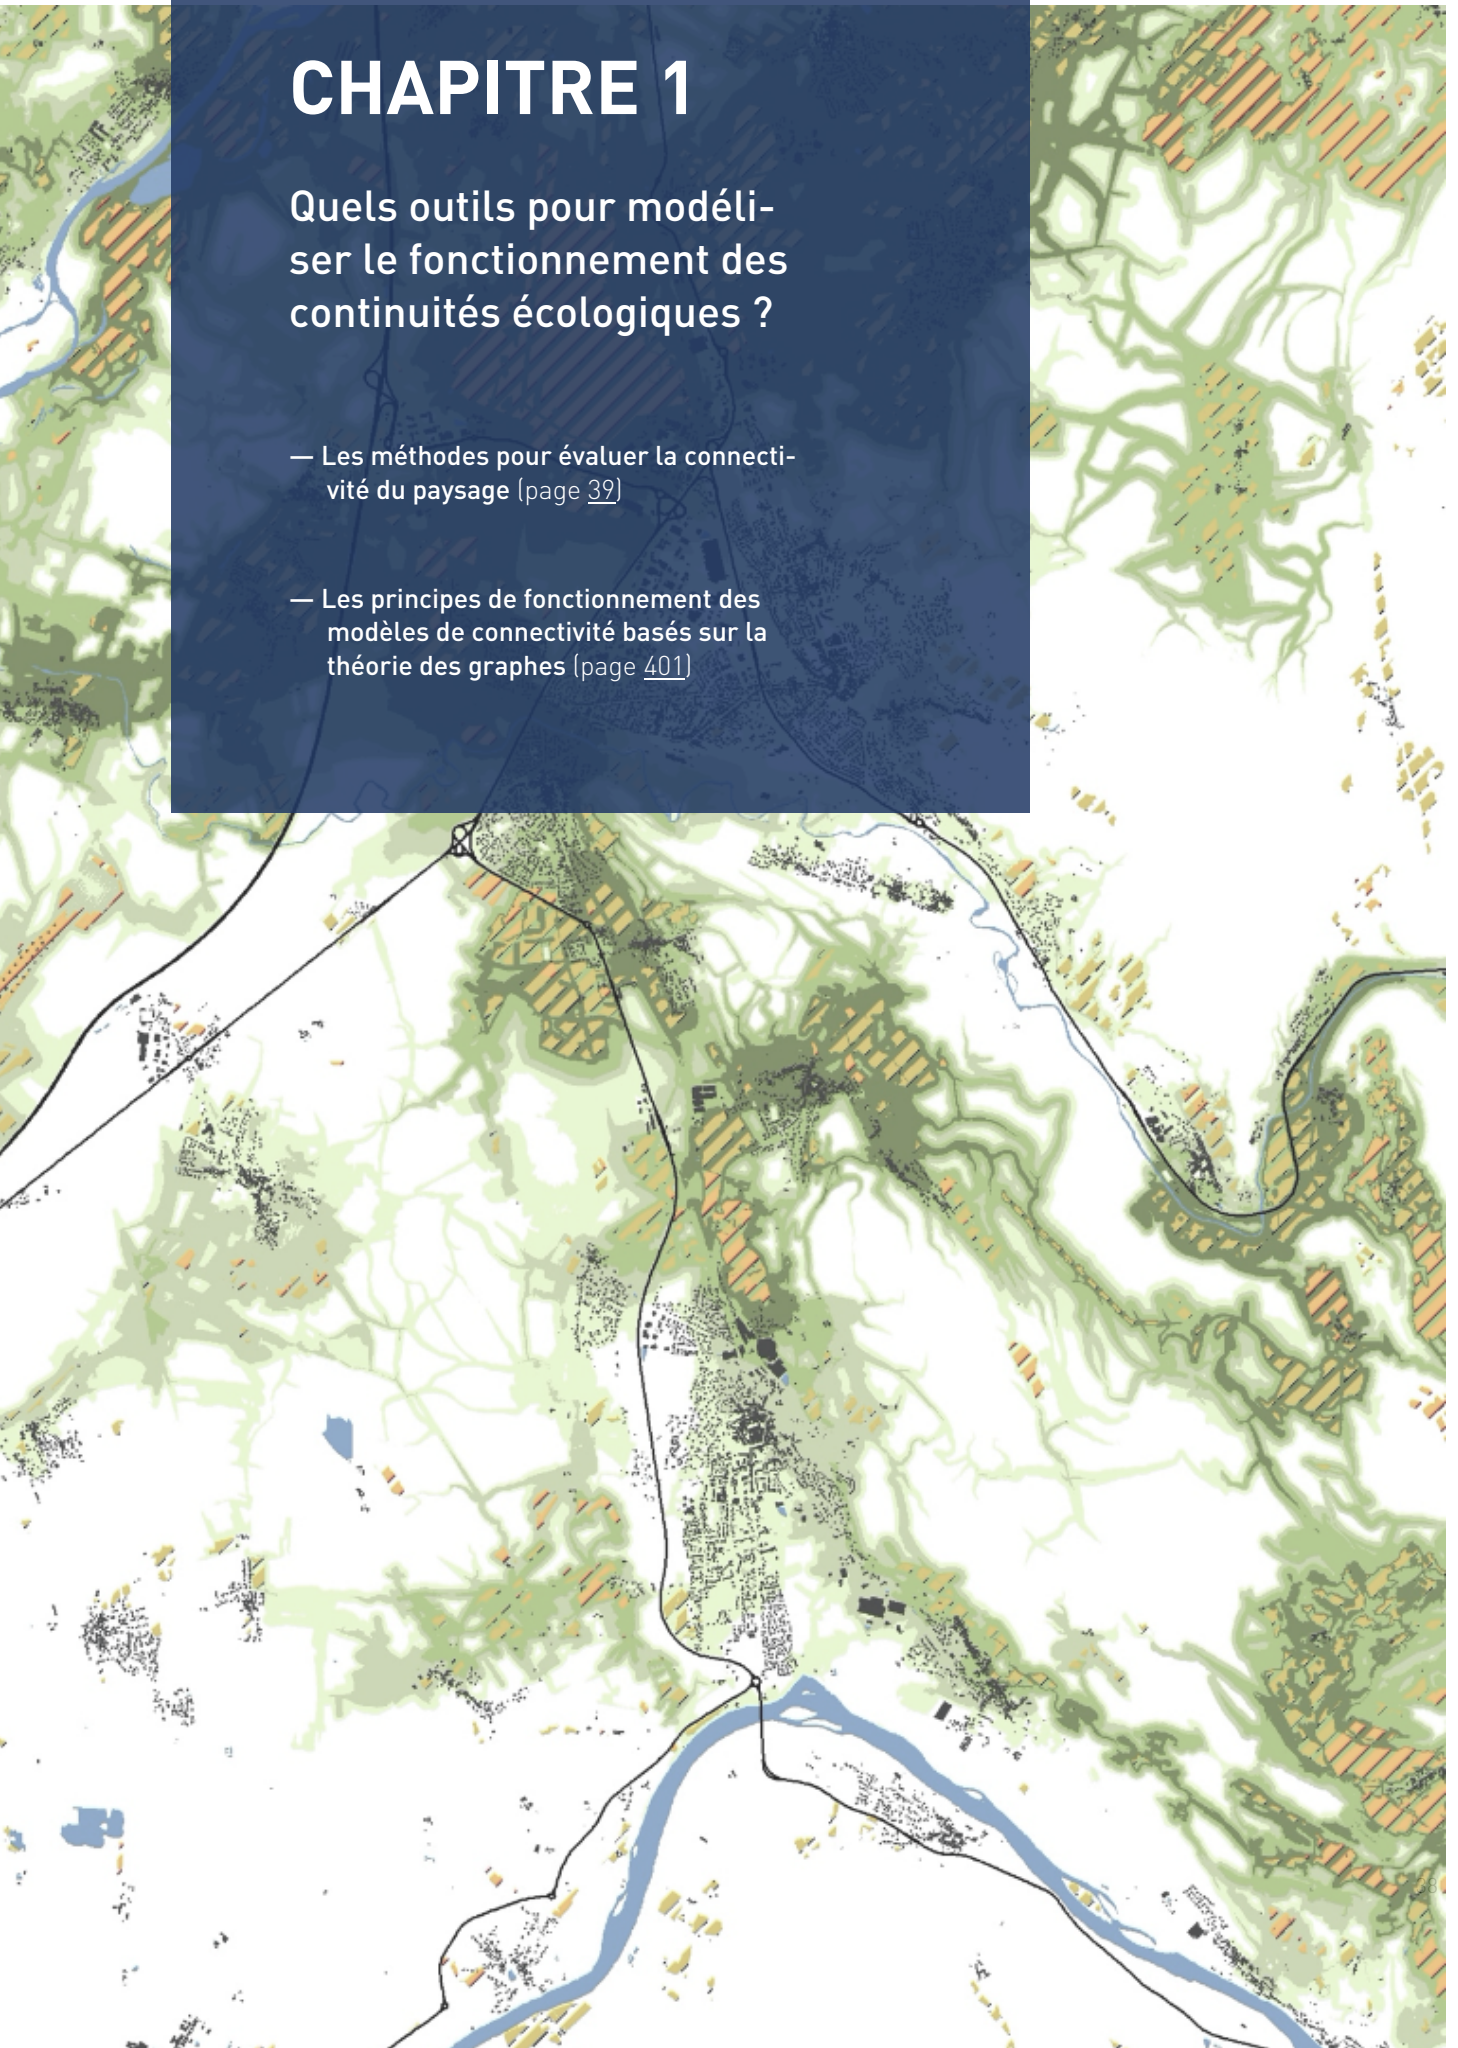 CHAPITRE 1
Quels outils pour modéli-
ser le fonctionnement des
continuités écologiques ?
— Les méthodes pour évaluer la connecti-
vité du paysage (page 39)
— Les principes de fonctionnement des
modèles de connectivité basés sur la
théorie des graphes (page 401)